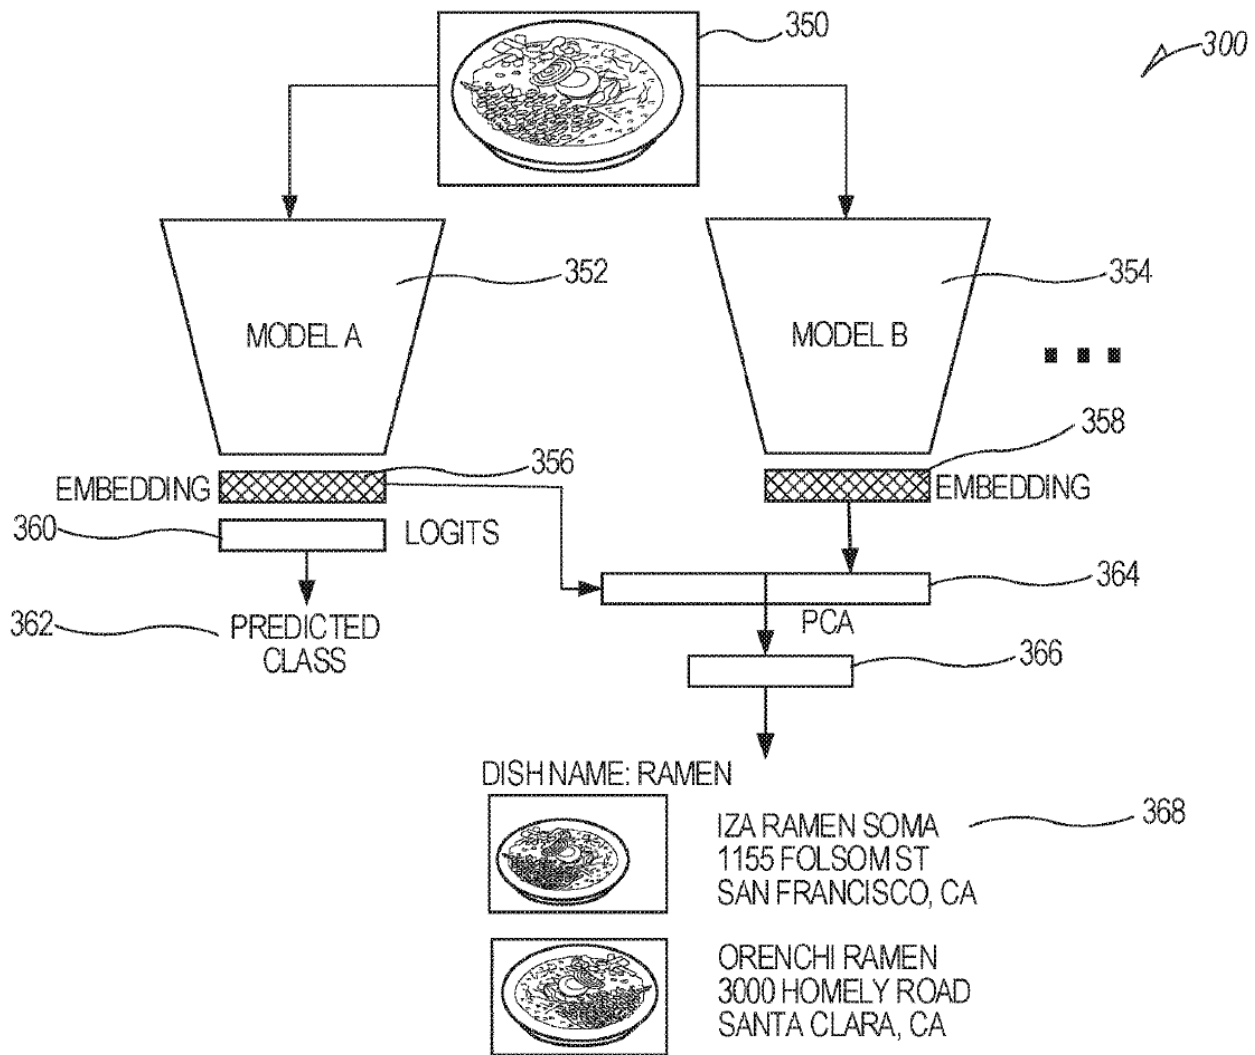 350
300
352
354
MODEL A
MODEL B
358
356
EMBEDDING
EMBEDDING
360
LOGITS
364
362
PREDICTED
CLASS
PCA
366
DISH NAME: RAMEN
368
IZA RAMEN SOMA
1155 FOLSOM ST
SAN FRANCISCO, CA
ORENCHI RAMEN
3000 HOMELY ROAD
SANTA CLARA, CA